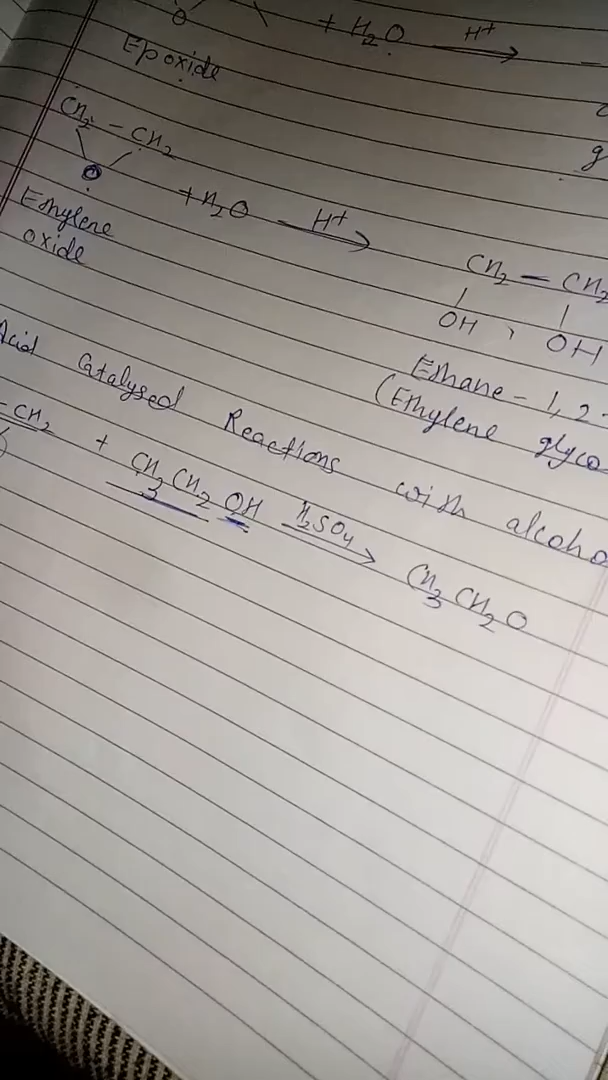 O + H₂O H⁺ →
Epoxide
g
CH₂ – CH₂
O + H₂O H⁺ →
Ethylene
oxide
CH₂ – CH₂
OH , OH
Ethane – 1, 2 -
(Ethylene glyco
Acid Catalysed Reactions with alcoho
– CH₂ + CH₃CH₂OH H₂SO₄ → CH₃CH₂O